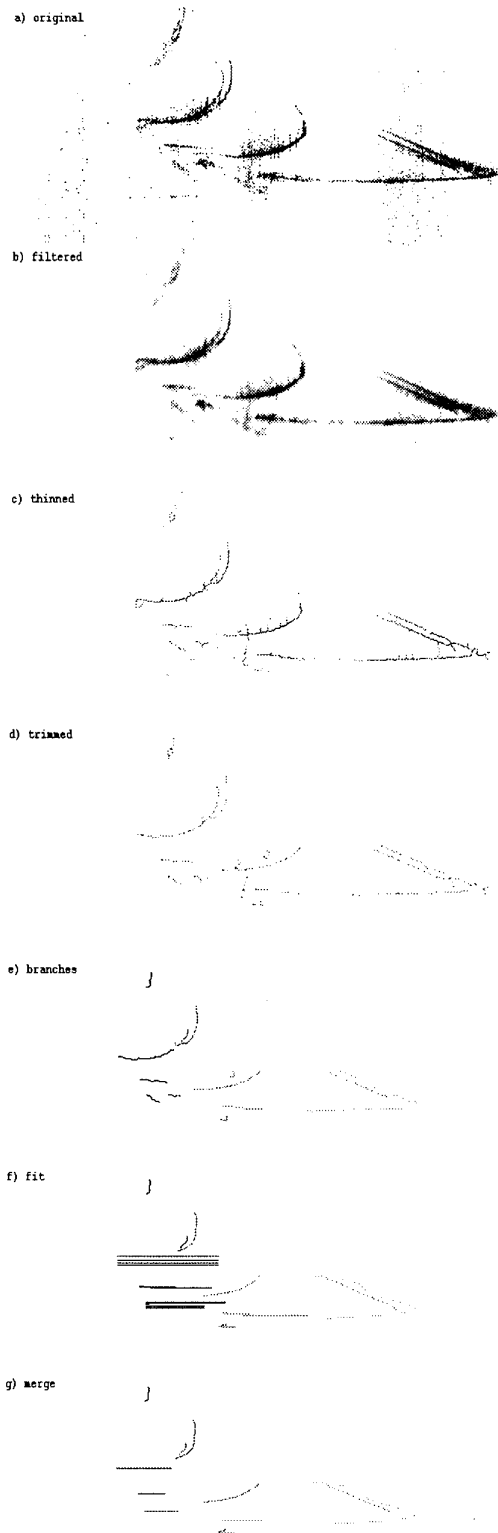 a) original
b) filtered
c) thinned
d) trimmed
e) branches
f) fit
g) merge